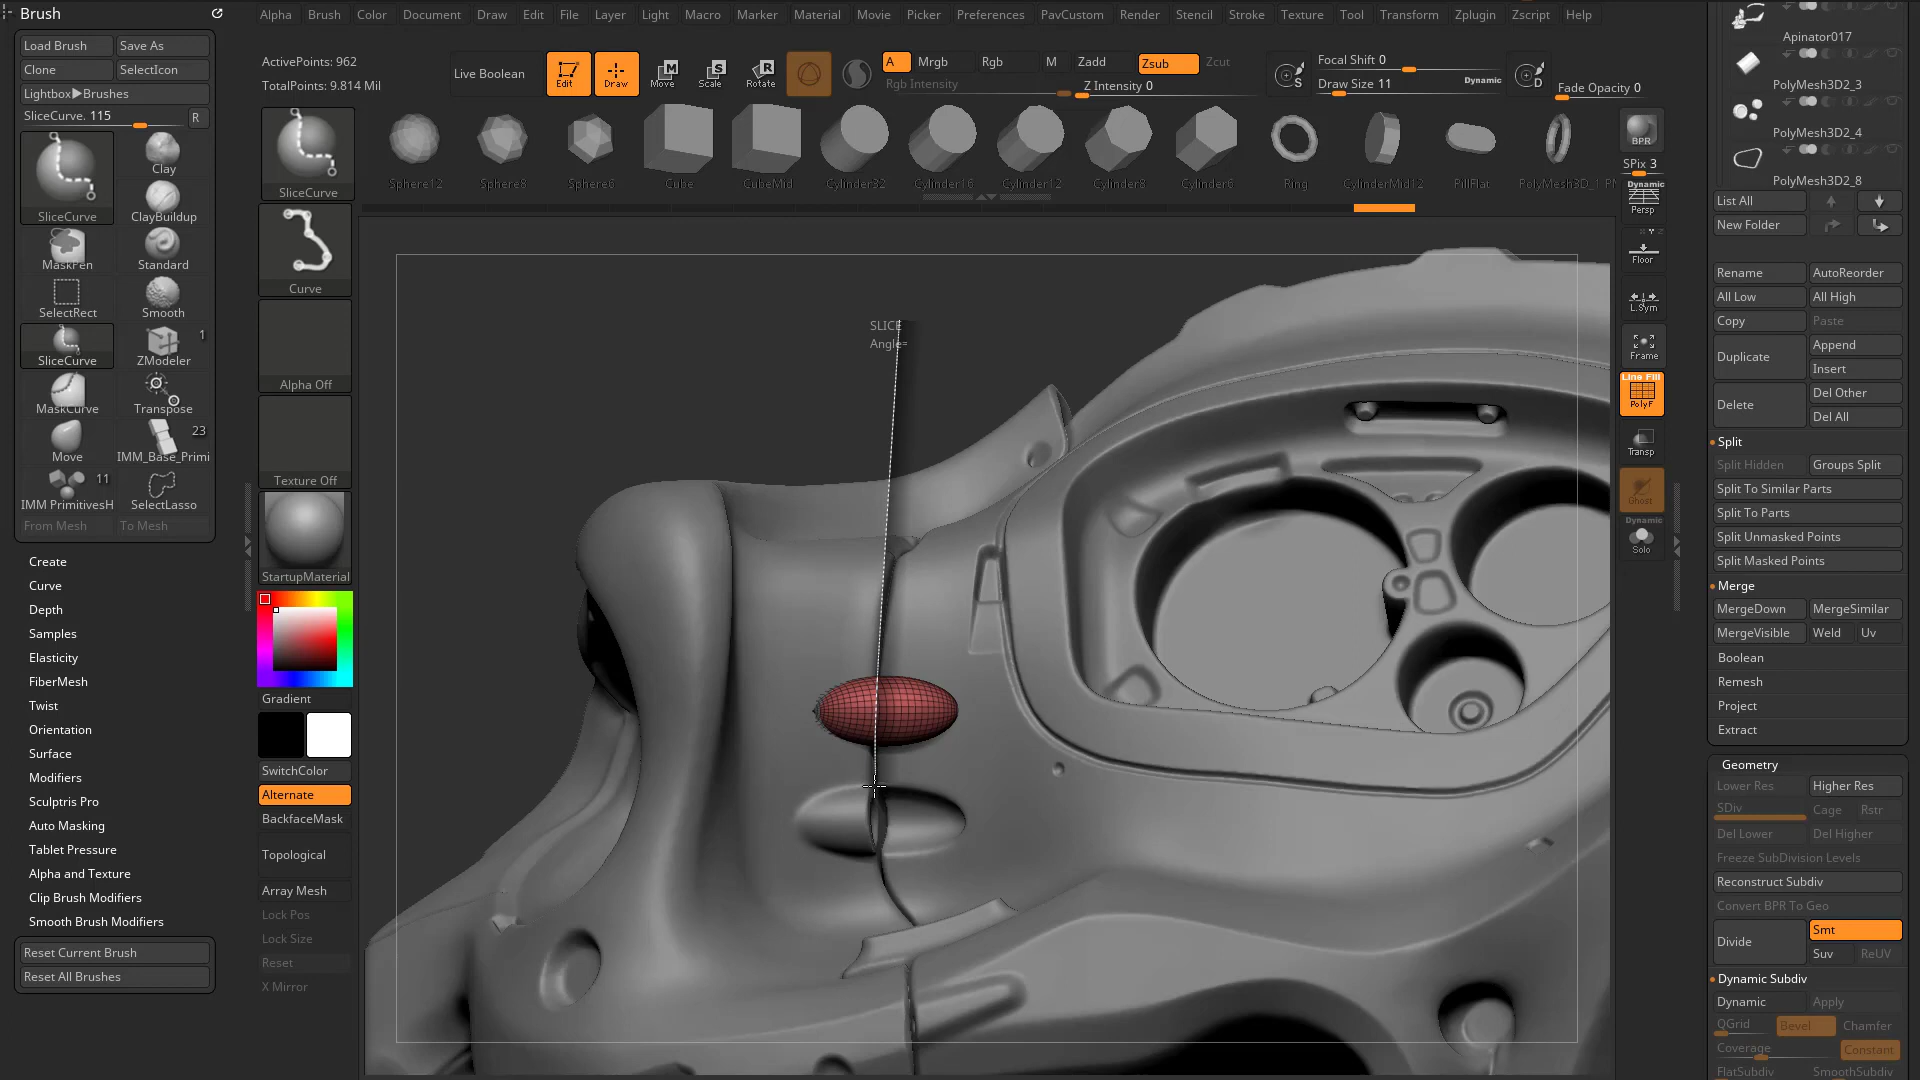 Brush
Load Brush
Save As
Clone
SelectIcon
Lightbox▶Brushes
SliceCurve. 115
R
SliceCurve
Clay
ClayBuildup
MaskPen
Standard
SelectRect
Smooth
SliceCurve
ZModeler
1
MaskCurve
Transpose
Move
IMM_Base_Primi
23
IMM PrimitivesH
11
SelectLasso
From Mesh
To Mesh
Create
Curve
Depth
Samples
Elasticity
FiberMesh
Twist
Orientation
Surface
Modifiers
Sculptris Pro
Auto Masking
Tablet Pressure
Alpha and Texture
Clip Brush Modifiers
Smooth Brush Modifiers
Reset Current Brush
Reset All Brushes
Alpha Brush Color Document Draw Edit File Layer Light Macro Marker Material Movie Picker Preferences PavCustom Render Stencil Stroke Texture Tool Transform Zplugin Zscript Help
ActivePoints: 962
TotalPoints: 9.814 Mil
Live Boolean
Edit
Draw
Move
Scale
Rotate
A
Mrgb
Rgb
M
Zadd
Zsub
Zcut
Rgb Intensity
Z Intensity 0
Focal Shift 0
Draw Size 11
Dynamic
Fade Opacity 0
SliceCurve
Sphere12
Sphere8
Sphere6
Cube
CubeMid
Cylinder32
Cylinder16
Cylinder12
Cylinder8
Cylinder6
Ring
CylinderMid12
PillFlat
PolyMesh3D_1
Curve
Alpha Off
Texture Off
StartupMaterial
Gradient
SwitchColor
Alternate
BackfaceMask
Topological
Array Mesh
Lock Pos
Lock Size
Reset
X Mirror
SLICE
Angle=
BPR
SPix 3
Dynamic
Persp
Floor
L.Sym
Frame
Line Fill
PolyF
Transp
Ghost
Dynamic
Solo
Apinator017
PolyMesh3D2_3
PolyMesh3D2_4
PolyMesh3D2_8
List All
New Folder
Rename
AutoReorder
All Low
All High
Copy
Paste
Duplicate
Append
Insert
Delete
Del Other
Del All
Split
Split Hidden
Groups Split
Split To Similar Parts
Split To Parts
Split Unmasked Points
Split Masked Points
Merge
MergeDown
MergeSimilar
MergeVisible
Weld
Uv
Boolean
Remesh
Project
Extract
Geometry
Lower Res
Higher Res
SDiv
Cage
Rstr
Del Lower
Del Higher
Freeze SubDivision Levels
Reconstruct Subdiv
Convert BPR To Geo
Divide
Smt
Suv
ReUV
Dynamic Subdiv
Dynamic
Apply
QGrid
Bevel
Chamfer
Coverage
Constant
FlatSubdiv
SmoothSubdiv